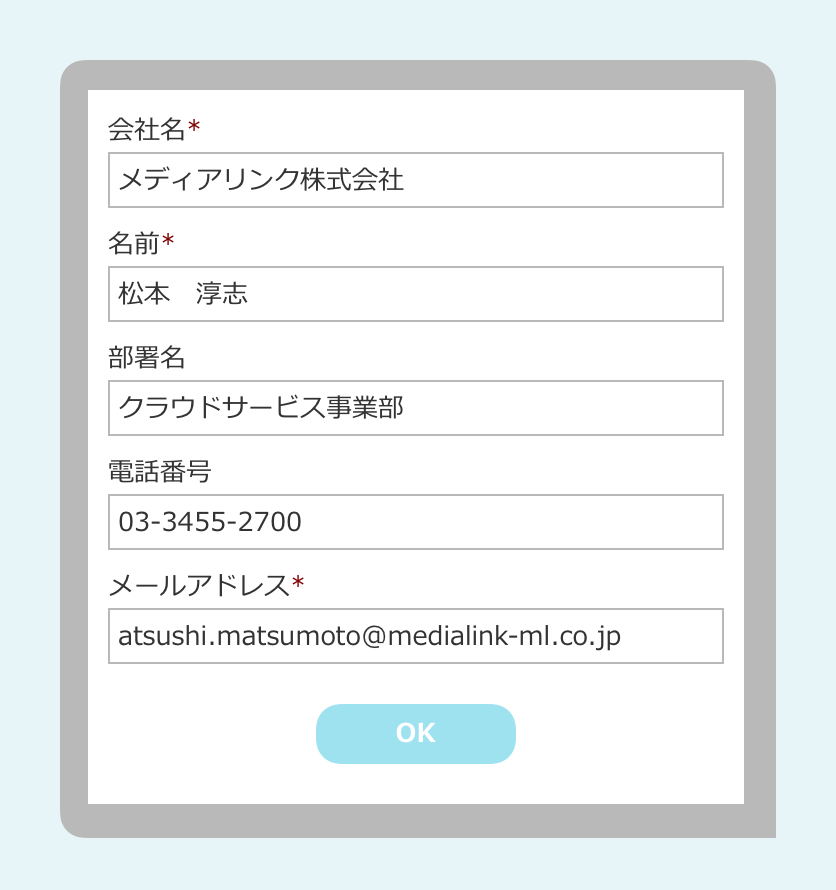 会社名*
メディアリンク株式会社
名前*
松本　淳志
部署名
クラウドサービス事業部
電話番号
03-3455-2700
メールアドレス*
atsushi.matsumoto@medialink-ml.co.jp
OK